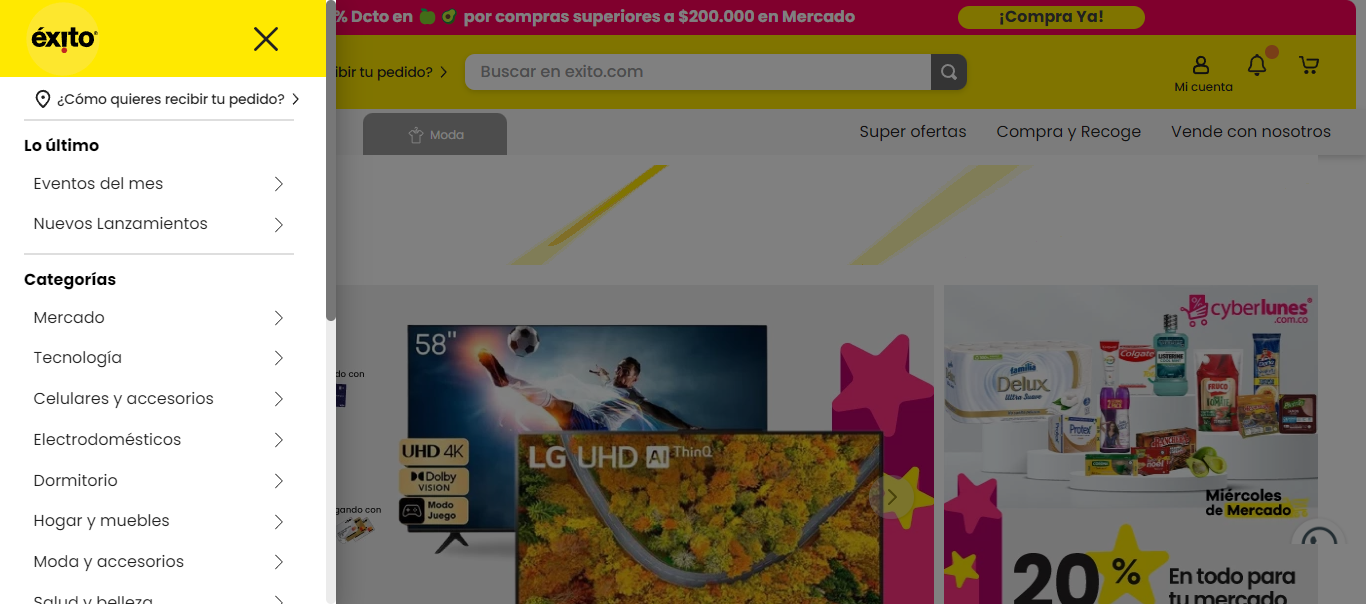 éxito
¿Cómo quieres recibir tu pedido?
Lo último
Eventos del mes
Nuevos Lanzamientos
Categorías
Mercado
Tecnología
Celulares y accesorios
Electrodomésticos
Dormitorio
Hogar y muebles
Moda y accesorios
Salud y belleza
% Dcto en por compras superiores a $200.000 en Mercado
¡Compra Ya!
ibir tu pedido?
Buscar en exito.com
Mi cuenta
Moda
Super ofertas
Compra y Recoge
Vende con nosotros
do con
gando con
58"
UHD 4K
Dolby
VISION
Modo
Juego
LG UHD AI ThinQ
cyberlunes
.com.co
familia
Delux
Ultra Suave
Colgate
LISTERINE
Protex
FRUCO
TOMATE
RANCHERA
Miércoles
de Mercado
20%
En todo para
tu mercado